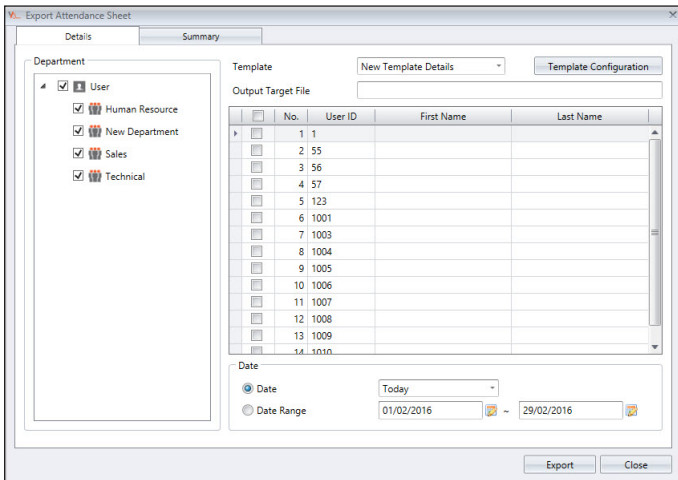 Export Attendance Sheet
Details Summary
Department
User
Human Resource
New Department
Sales
Technical
Template New Template Details Template Configuration
Output Target File
No. User ID First Name Last Name
1 1
2 55
3 56
4 57
5 123
6 1001
7 1003
8 1004
9 1005
10 1006
11 1007
12 1008
13 1009
14 1010
Date
Date Today
Date Range 01/02/2016 ~ 29/02/2016
Export Close